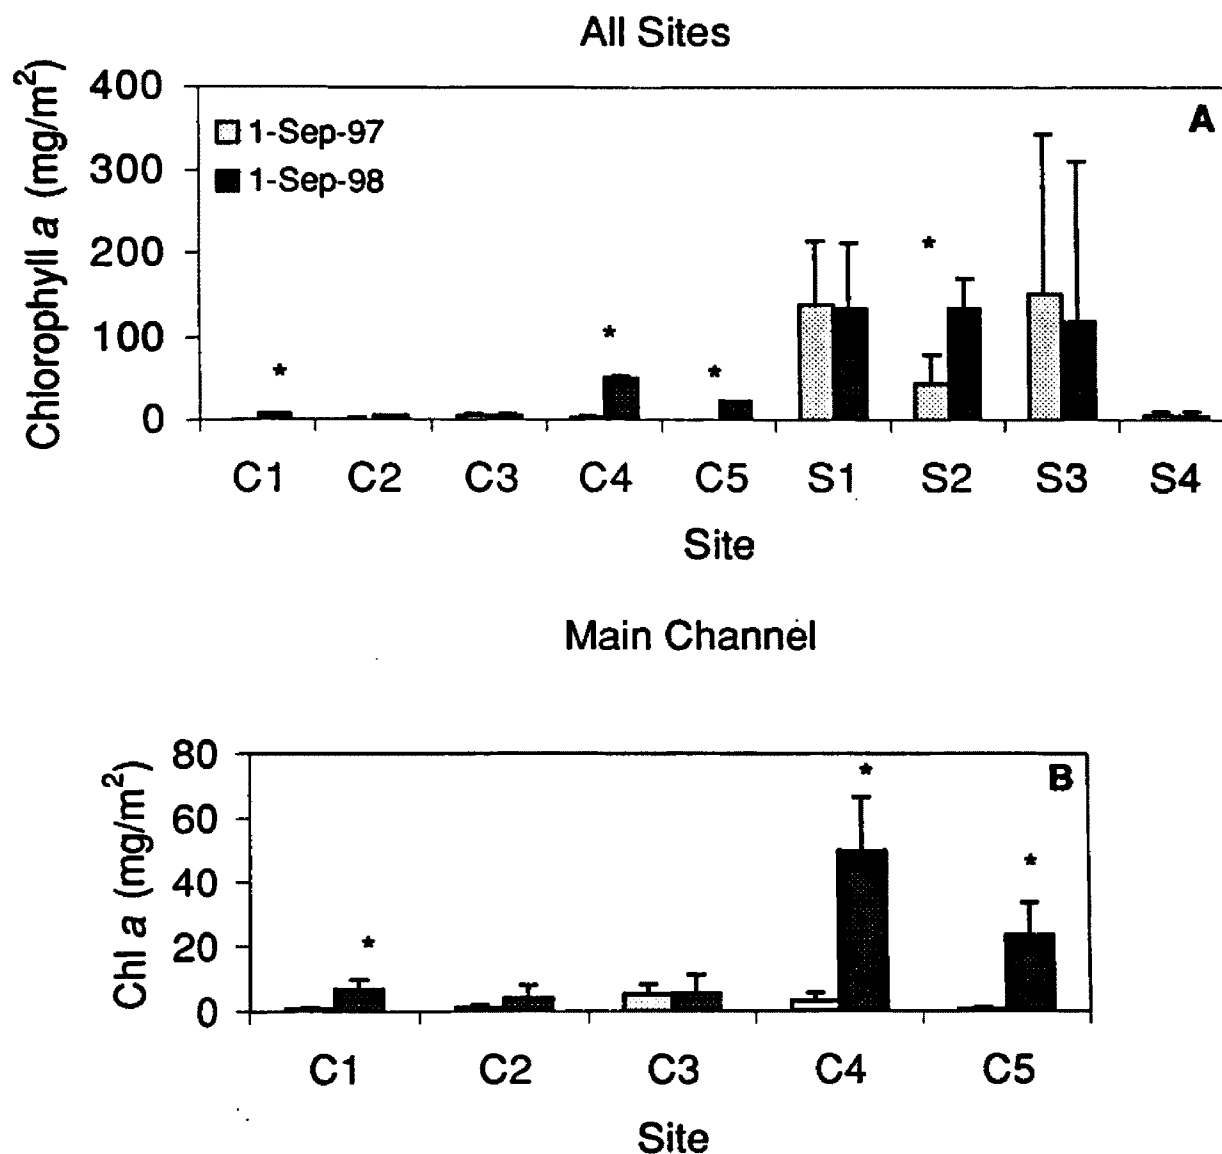 All Sites
Chlorophyll a (mg/m²)
400
300
200
100
0
A
1-Sep-97
1-Sep-98
*
*
*
*
C1 C2 C3 C4 C5 S1 S2 S3 S4
Site
Main Channel
Chl a (mg/m²)
80
60
40
20
0
B
*
*
*
C1 C2 C3 C4 C5
Site